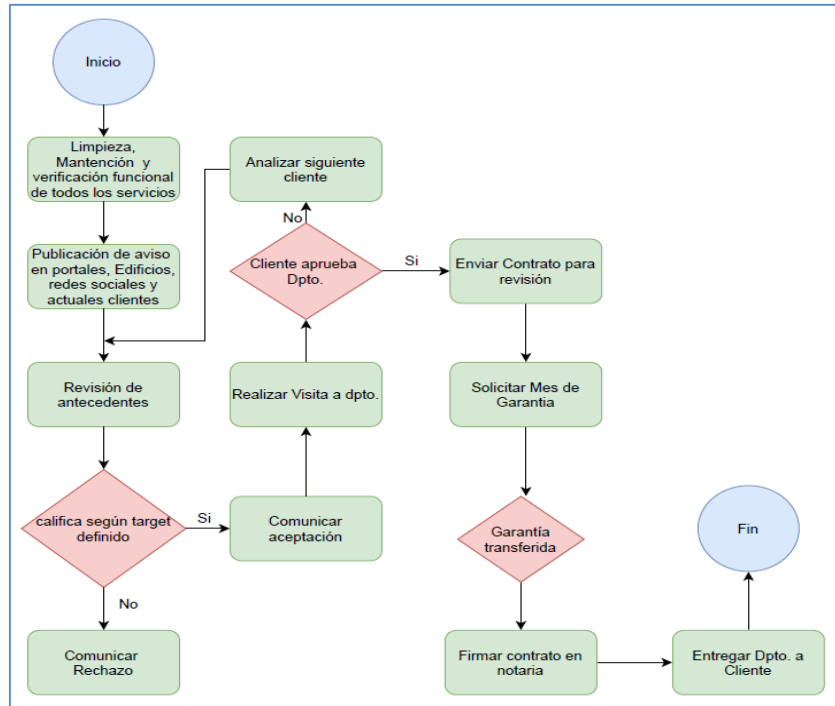 Inicio
Limpieza,
Mantención y
verificación funcional
de todos los servicios
Publicación de aviso
en portales, Edificios,
redes sociales y
actuales clientes
Revisión de
antecedentes
califica según target
definido
Si
No
Comunicar
Rechazo
Comunicar
aceptación
Realizar Visita a dpto.
Cliente aprueba
Dpto.
No
Si
Analizar siguiente
cliente
Enviar Contrato para
revisión
Solicitar Mes de
Garantia
Garantía
transferida
Firmar contrato en
notaria
Entregar Dpto. a
Cliente
Fin